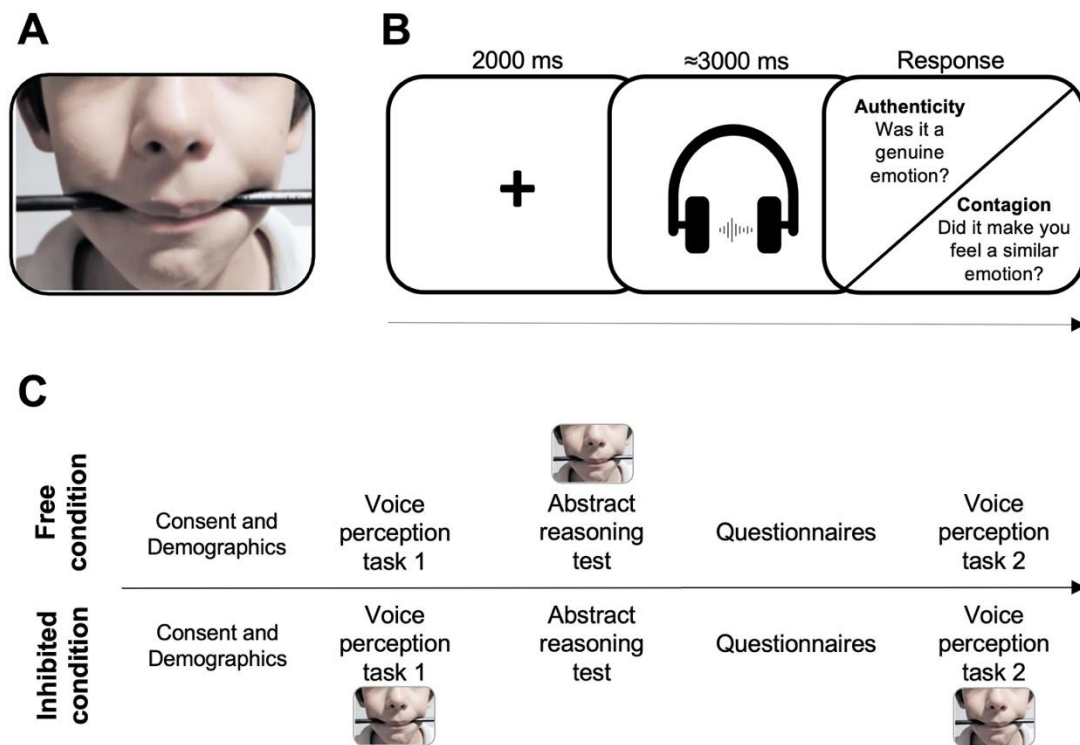 A
B
2000 ms
≈3000 ms
Response
Authenticity
Was it a
genuine
emotion?
Contagion
Did it make you
feel a similar
emotion?
C
Free
condition
Consent and
Demographics
Voice
perception
task 1
Abstract
reasoning
test
Questionnaires
Voice
perception
task 2
Inhibited
condition
Consent and
Demographics
Voice
perception
task 1
Abstract
reasoning
test
Questionnaires
Voice
perception
task 2